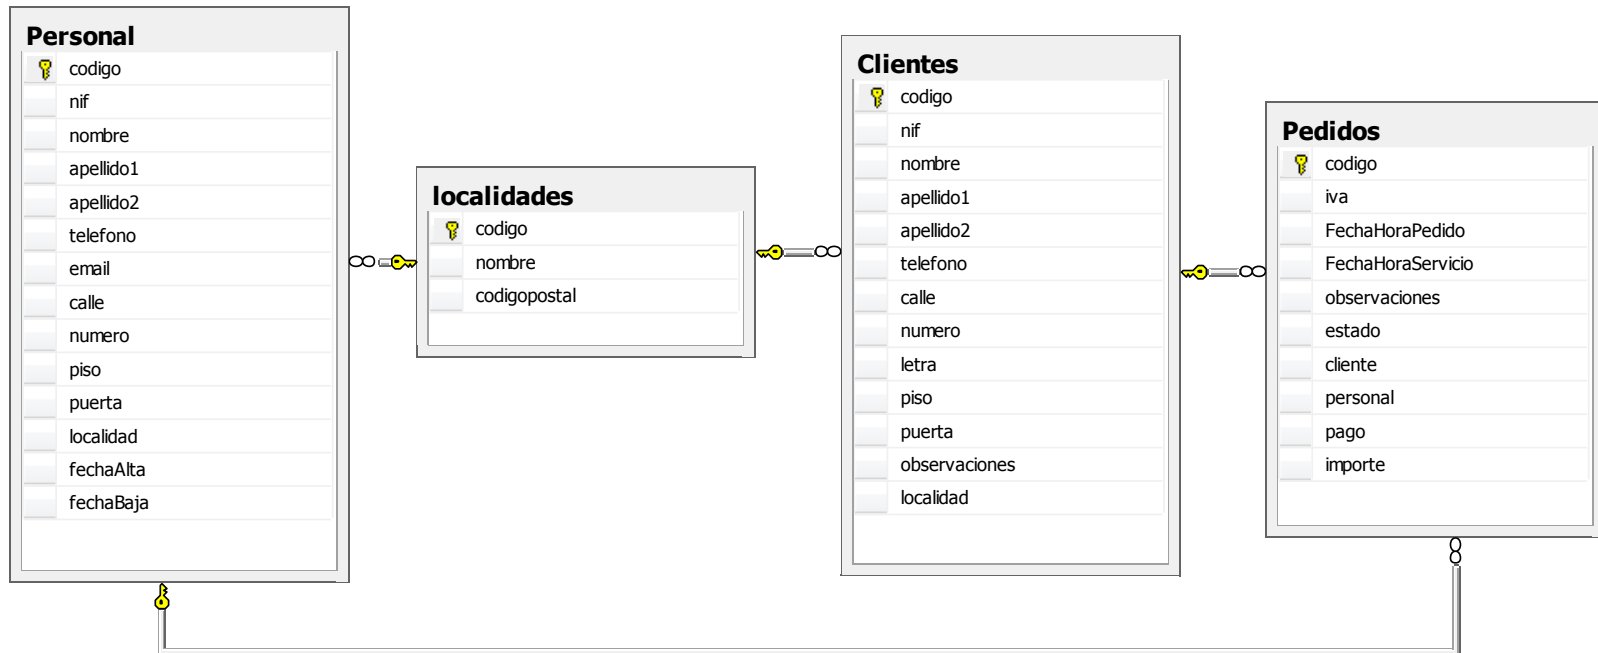 Personal
codigo
nif
nombre
apellido1
apellido2
telefono
email
calle
numero
piso
puerta
localidad
fechaAlta
fechaBaja
localidades
codigo
nombre
codigopostal
Clientes
codigo
nif
nombre
apellido1
apellido2
telefono
calle
numero
letra
piso
puerta
observaciones
localidad
Pedidos
codigo
iva
FechaHoraPedido
FechaHoraServicio
observaciones
estado
cliente
personal
pago
importe